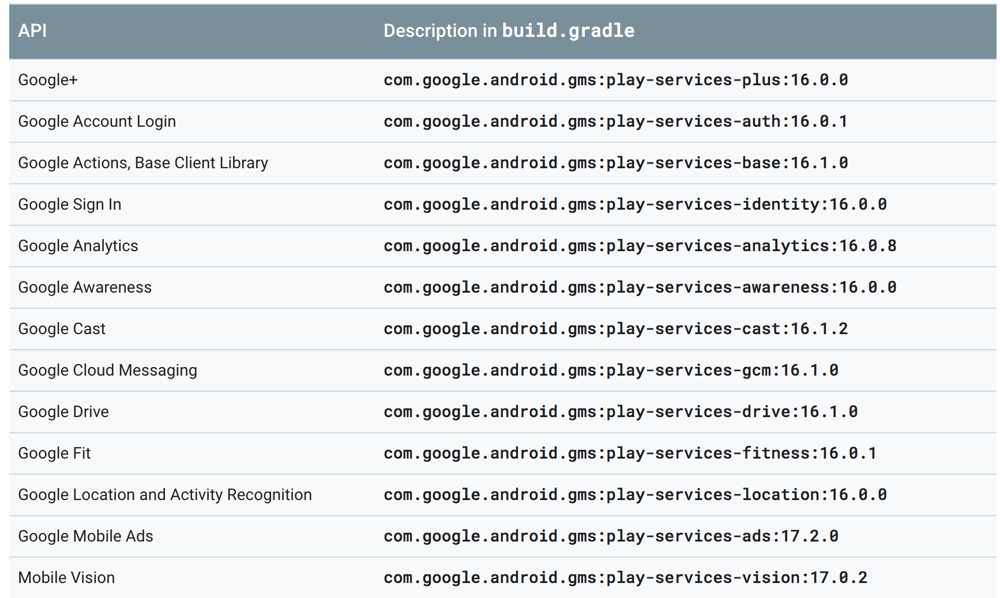 API Description in build.gradle
Google+ com.google.android.gms:play-services-plus:16.0.0
Google Account Login com.google.android.gms:play-services-auth:16.0.1
Google Actions, Base Client Library com.google.android.gms:play-services-base:16.1.0
Google Sign In com.google.android.gms:play-services-identity:16.0.0
Google Analytics com.google.android.gms:play-services-analytics:16.0.8
Google Awareness com.google.android.gms:play-services-awareness:16.0.0
Google Cast com.google.android.gms:play-services-cast:16.1.2
Google Cloud Messaging com.google.android.gms:play-services-gcm:16.1.0
Google Drive com.google.android.gms:play-services-drive:16.1.0
Google Fit com.google.android.gms:play-services-fitness:16.0.1
Google Location and Activity Recognition com.google.android.gms:play-services-location:16.0.0
Google Mobile Ads com.google.android.gms:play-services-ads:17.2.0
Mobile Vision com.google.android.gms:play-services-vision:17.0.2